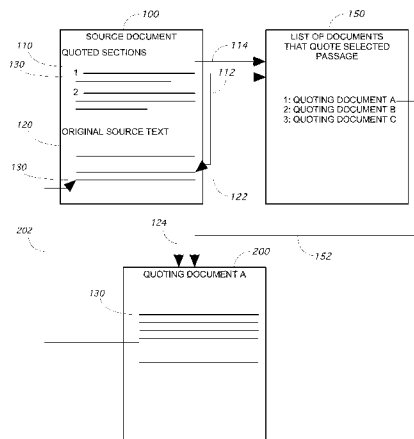 100
150
SOURCE DOCUMENT
110
QUOTED SECTIONS
130
1
2
114
112
LIST OF DOCUMENTS
THAT QUOTE SELECTED
PASSAGE
1: QUOTING DOCUMENT A
2: QUOTING DOCUMENT B
3: QUOTING DOCUMENT C
120
ORIGINAL SOURCE TEXT
130
122
202
124
200
152
QUOTING DOCUMENT A
130